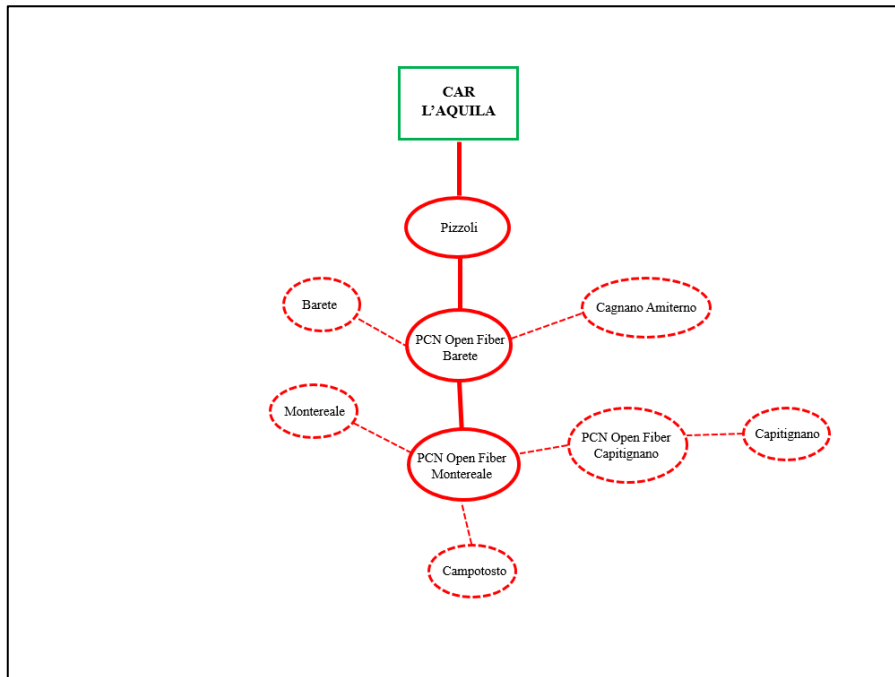 CAR
L'AQUILA
Pizzoli
Barete
Cagnano Amiterno
PCN Open Fiber
Barete
Montereale
PCN Open Fiber
Capitignano
Capitignano
PCN Open Fiber
Montereale
Campotosto